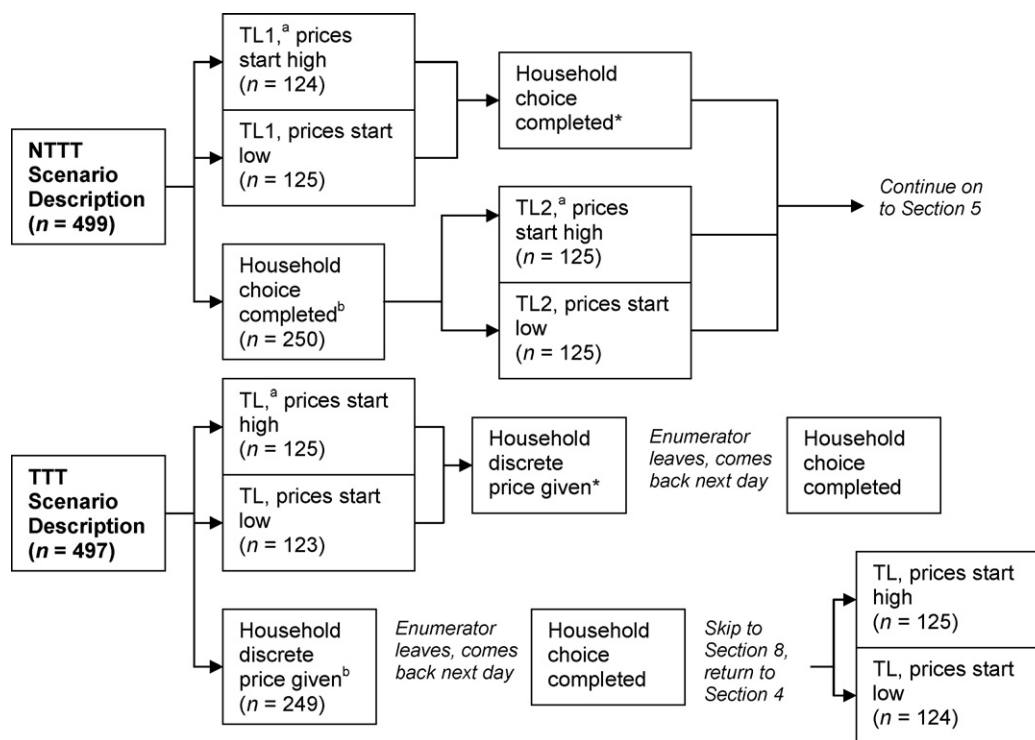 NTTT
Scenario
Description
(n = 499)
TL1,ᵃ prices
start high
(n = 124)
TL1, prices start
low
(n = 125)
Household
choice
completed*
Household
choice
completedᵇ
(n = 250)
TL2,ᵃ prices
start high
(n = 125)
TL2, prices start
low
(n = 125)
Continue on
to Section 5
TTT
Scenario
Description
(n = 497)
TL,ᵃ prices start
high
(n = 125)
TL, prices start
low
(n = 123)
Household
discrete
price given*
Enumerator
leaves, comes
back next day
Household
choice
completed
Household
discrete
price givenᵇ
(n = 249)
Enumerator
leaves, comes
back next day
Household
choice
completed
Skip to
Section 8,
return to
Section 4
TL, prices start
high
(n = 125)
TL, prices start
low
(n = 124)